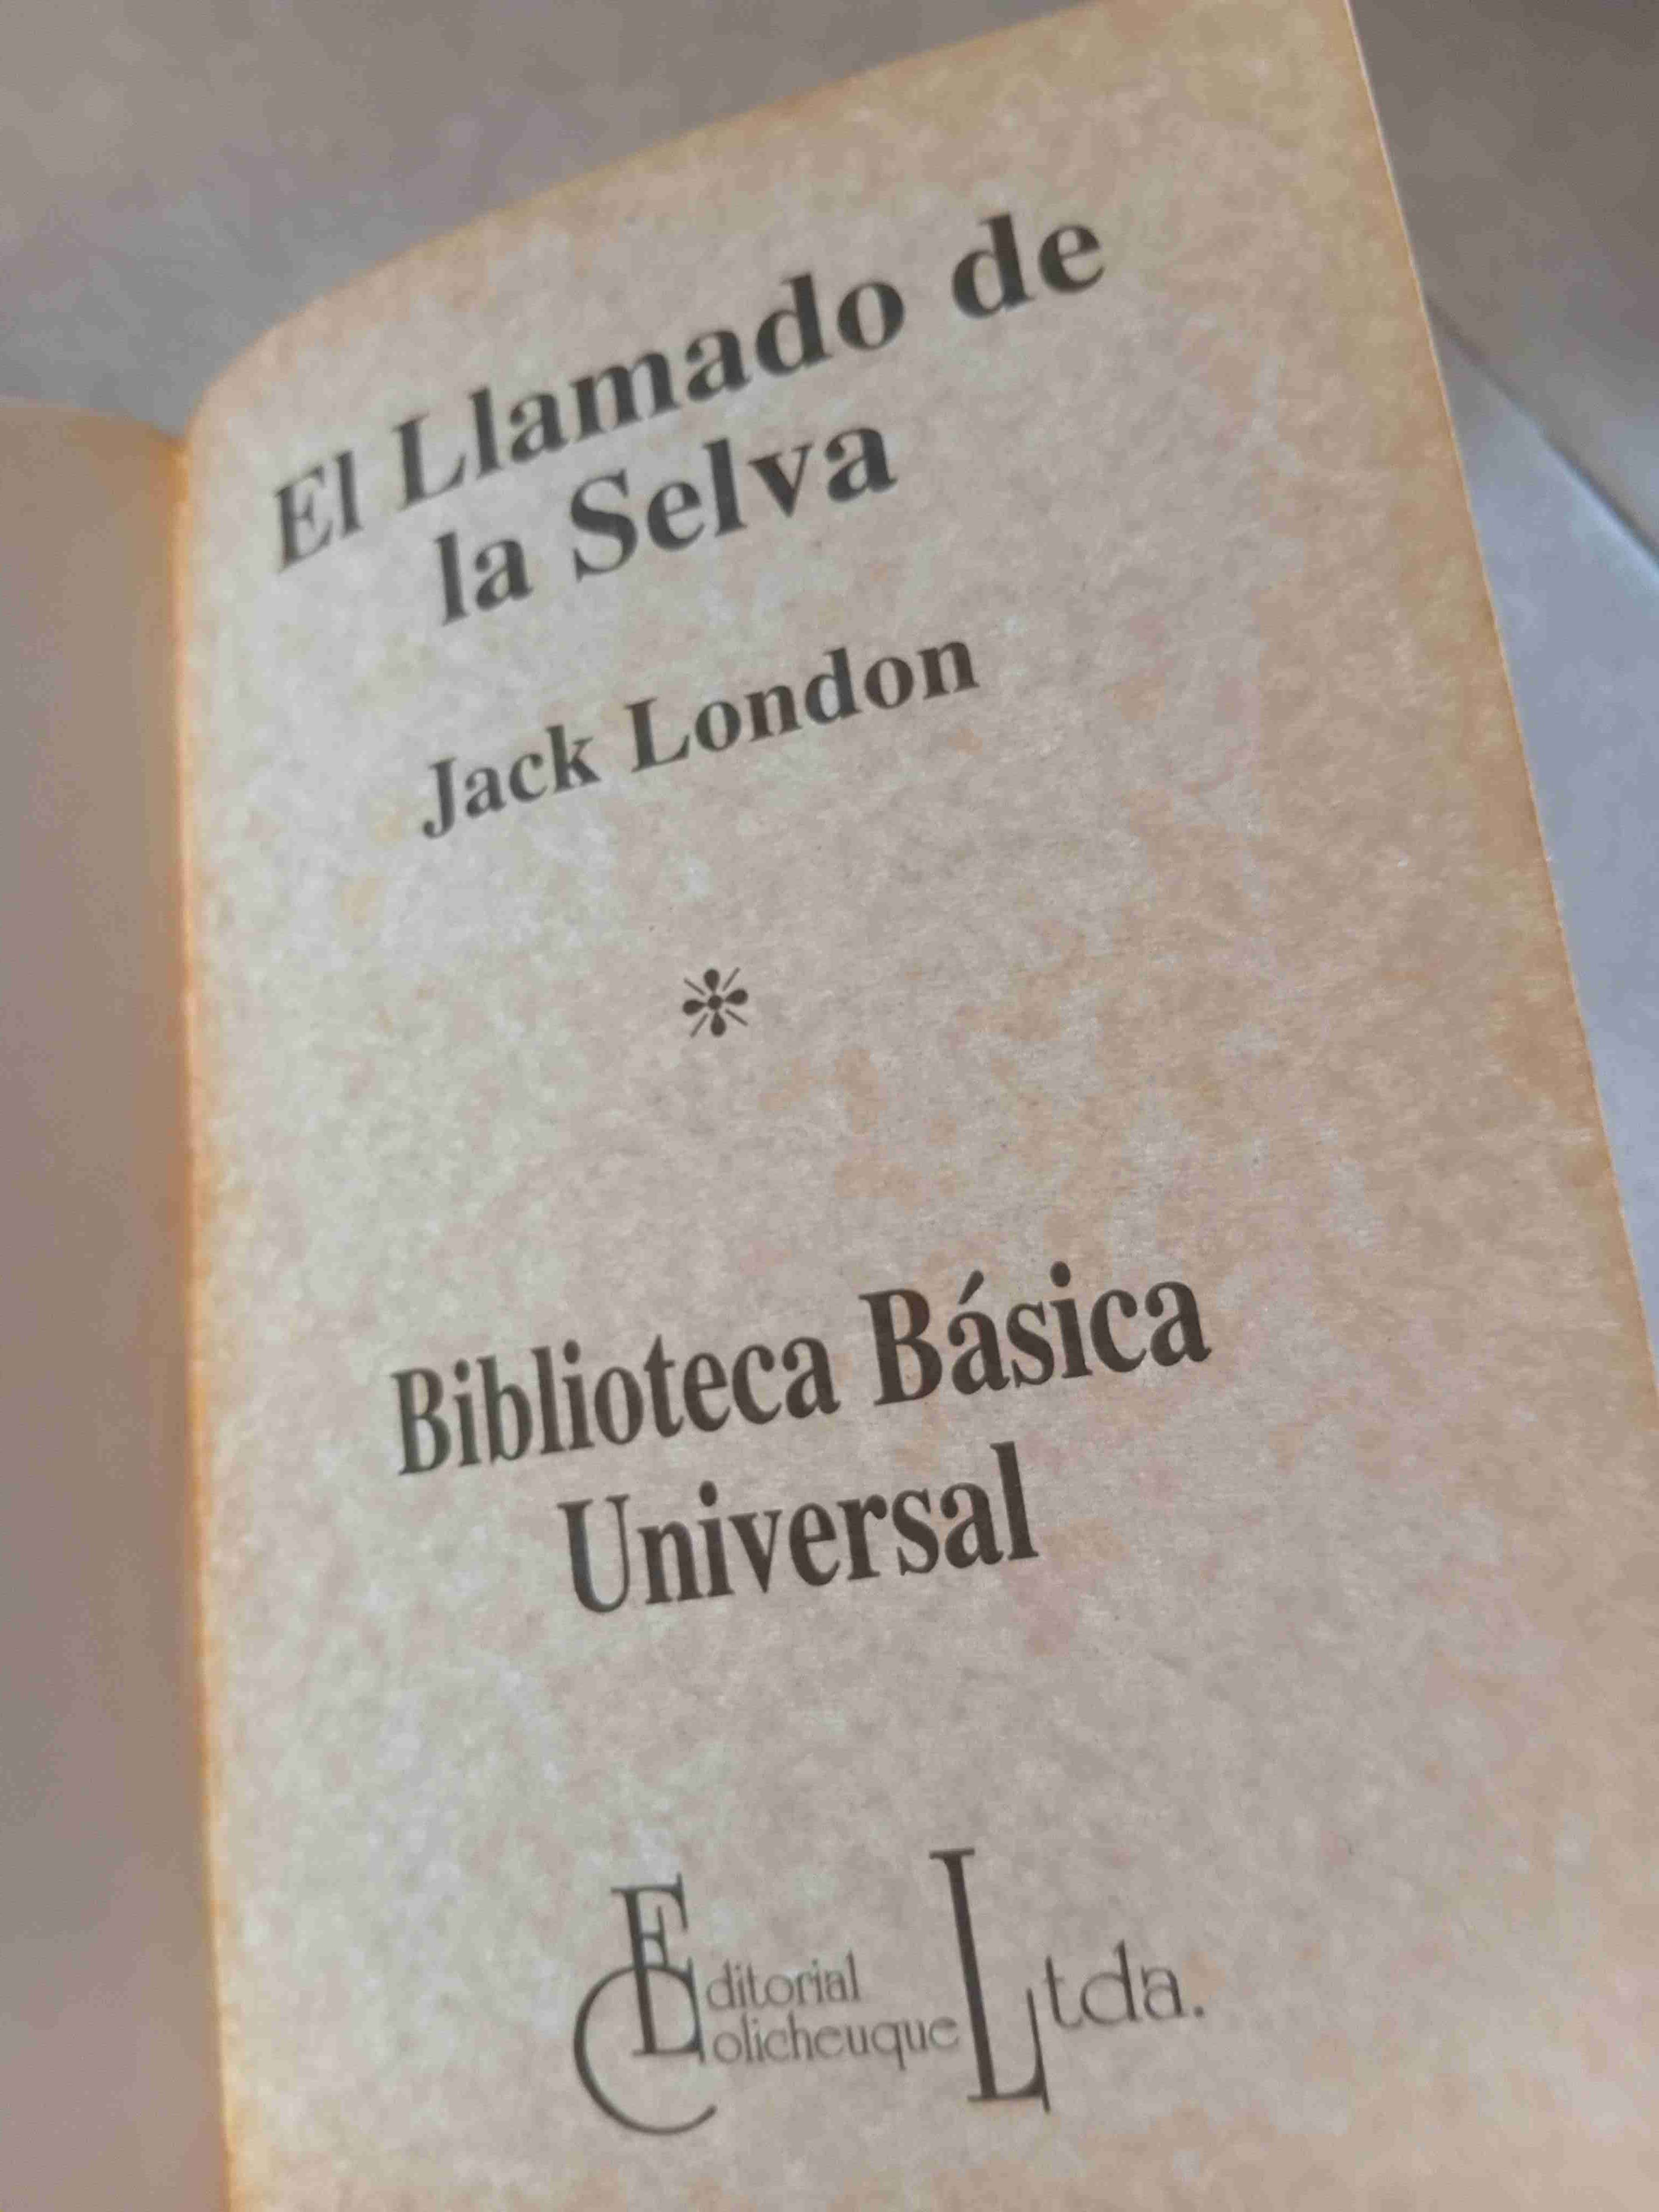 El Llamado de
la Selva
Jack London
Biblioteca Básica
Universal
Editorial
Colicheuque Ltda.